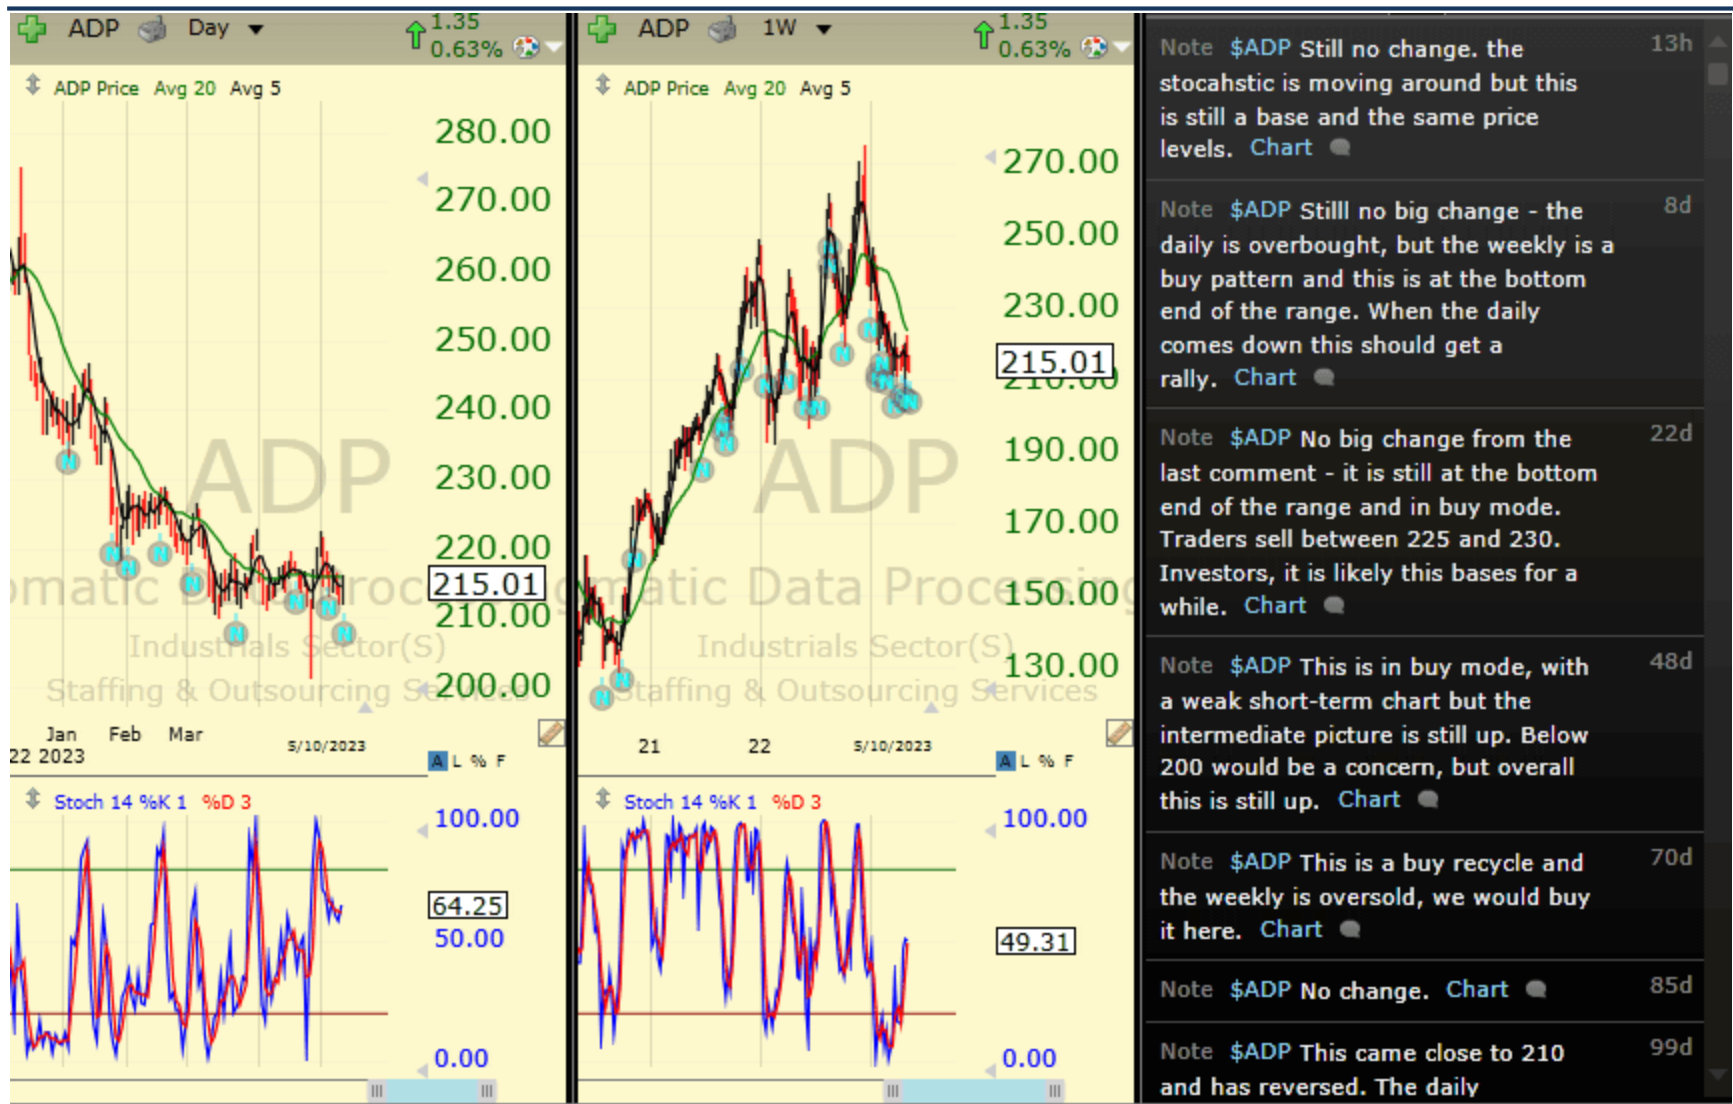 ADP Day 1.35
0.63%
ADP Price Avg 20 Avg 5
280.00
270.00
260.00
250.00
240.00
230.00
220.00
215.01
210.00
200.00
ADP
Industrials Sector(S)
Staffing & Outsourcing Services
Jan Feb Mar
22 2023 5/10/2023
A L % F
Stoch 14 %K 1 %D 3
100.00
64.25
50.00
0.00
ADP 1W 1.35
0.63%
ADP Price Avg 20 Avg 5
270.00
250.00
230.00
215.01
210.00
190.00
170.00
150.00
130.00
ADP
matic Data Processing
Industrials Sector(S)
Staffing & Outsourcing Services
21 22 5/10/2023
A L % F
Stoch 14 %K 1 %D 3
100.00
49.31
0.00
Note $ADP Still no change. the 13h
stocahstic is moving around but this
is still a base and the same price
levels. Chart
Note $ADP Stilll no big change - the 8d
daily is overbought, but the weekly is a
buy pattern and this is at the bottom
end of the range. When the daily
comes down this should get a
rally. Chart
Note $ADP No big change from the 22d
last comment - it is still at the bottom
end of the range and in buy mode.
Traders sell between 225 and 230.
Investors, it is likely this bases for a
while. Chart
Note $ADP This is in buy mode, with 48d
a weak short-term chart but the
intermediate picture is still up. Below
200 would be a concern, but overall
this is still up. Chart
Note $ADP This is a buy recycle and 70d
the weekly is oversold, we would buy
it here. Chart
Note $ADP No change. Chart 85d
Note $ADP This came close to 210 99d
and has reversed. The daily